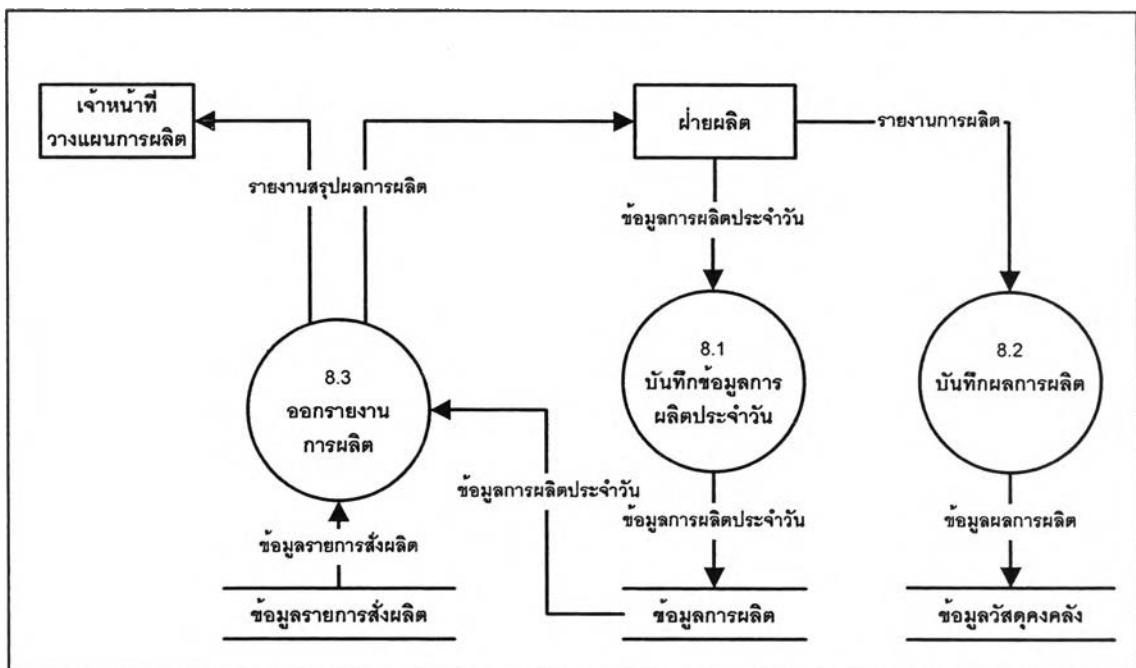 เจ้าหน้าที่
วางแผนการผลิต
ฝ่ายผลิต
รายงานการผลิต
รายงานสรุปผลการผลิต
ข้อมูลการผลิตประจำวัน
8.1
บันทึกข้อมูลการ
ผลิตประจำวัน
8.2
บันทึกผลการผลิต
8.3
ออกรายงาน
การผลิต
ข้อมูลการผลิตประจำวัน
ข้อมูลการผลิตประจำวัน
ข้อมูลผลการผลิต
ข้อมูลรายการสั่งผลิต
ข้อมูลรายการสั่งผลิต
ข้อมูลการผลิต
ข้อมูลวัสดุคงคลัง